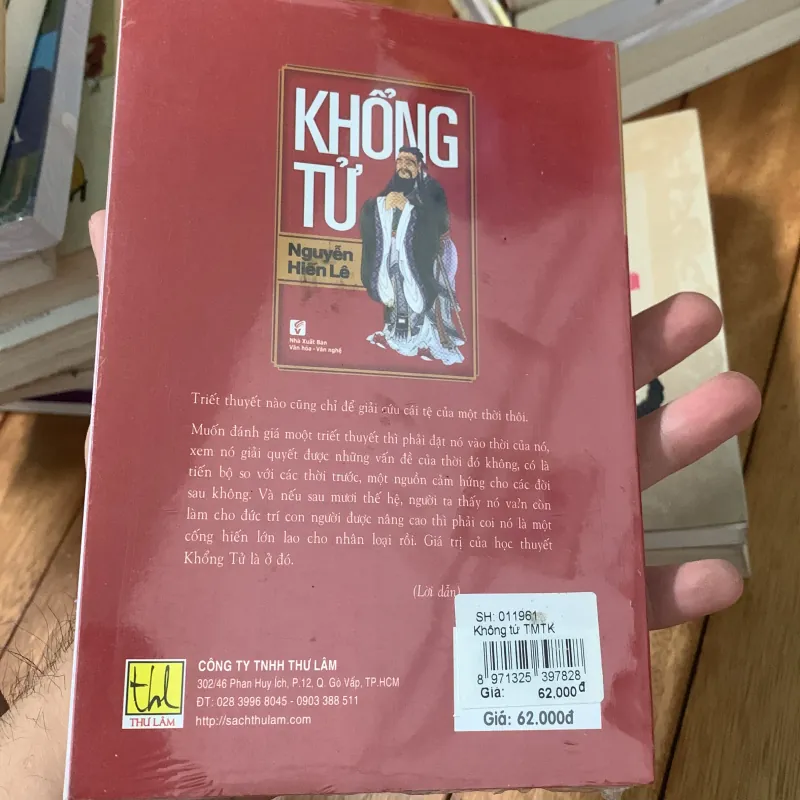 KHỔNG
TỬ
Nguyễn
Hiến Lê
Nhà Xuất Bản
Văn hóa - Văn nghệ
Triết thuyết nào cũng chỉ để giải cứu cái tệ của một thời thôi.
Muốn đánh giá moột triết thuyết thì phải đặt nó vào thời của nó,
xem nó giải quyết được những vấn đề của thời đó không, có là
tiến bộ so với các thời trước, một nguồn cảm hứng cho các đời
sau không. Và nếu sau mươi thế hệ, người ta thấy nó va'n còn
làm cho đức trí con người được nâng cao thì phải coi nó là một
cống hiến lớn lao cho nhân loại rồi. Giá trị của học thuyết
Khổng Tử là ở đó.
(Lời dẫn)
SH: 011961
Không tử TMTK
8 971325 397828
Giá: 62.000đ
Giá: 62.000đ
thl
THƯ LÂM
CÔNG TY TNHH THƯ LÂM
302/46 Phan Huy Ích, P.12, Q. Gò Vấp, TP.HCM
ĐT: 028 3996 8045 - 0903 388 511
http://sachthulam.com